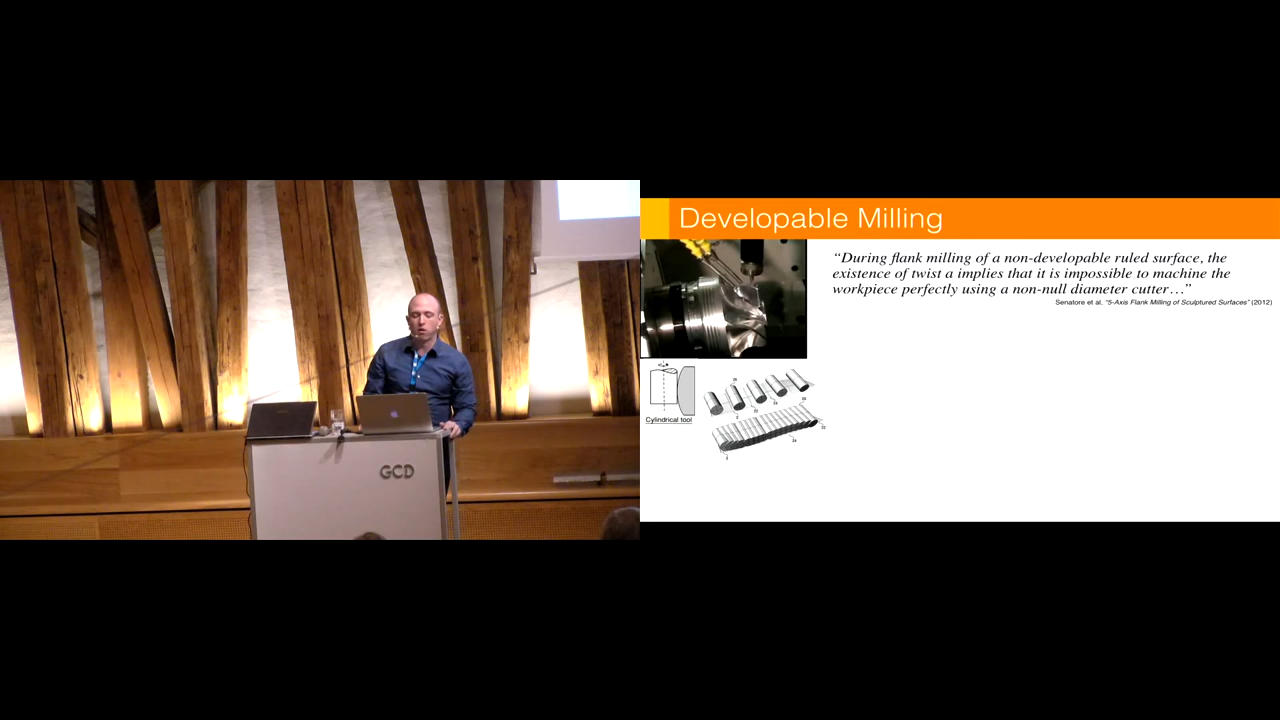 GCD
Developable Milling
“During flank milling of a non-developable ruled surface, the
existence of twist a implies that it is impossible to machine the
workpiece perfectly using a non-null diameter cutter…”
Senatore et al. “5-Axis Flank Milling of Sculptured Surfaces” (2012)
Cylindrical tool